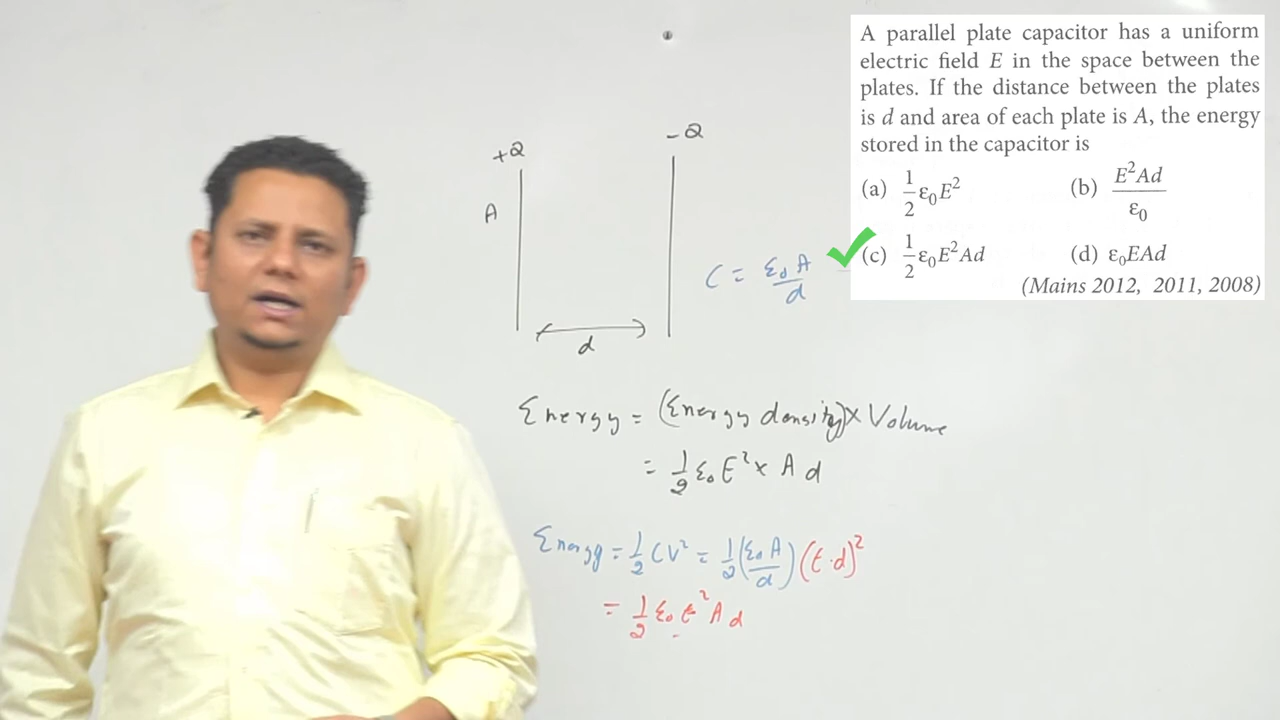 A parallel plate capacitor has a uniform
electric field E in the space between the
plates. If the distance between the plates
is d and area of each plate is A, the energy
stored in the capacitor is
(a) 1/2 ε₀E² (b) E²Ad/ε₀
(c) 1/2 ε₀E²Ad (d) ε₀EAd
(Mains 2012, 2011, 2008)
+Q -Q
A
C = ε₀A/d
d
Energy = (Energy density) × Volume
= 1/2 ε₀ E² × A d
Energy = 1/2 CV² = 1/2 (ε₀A/d) (E·d)²
= 1/2 ε₀ E² A d